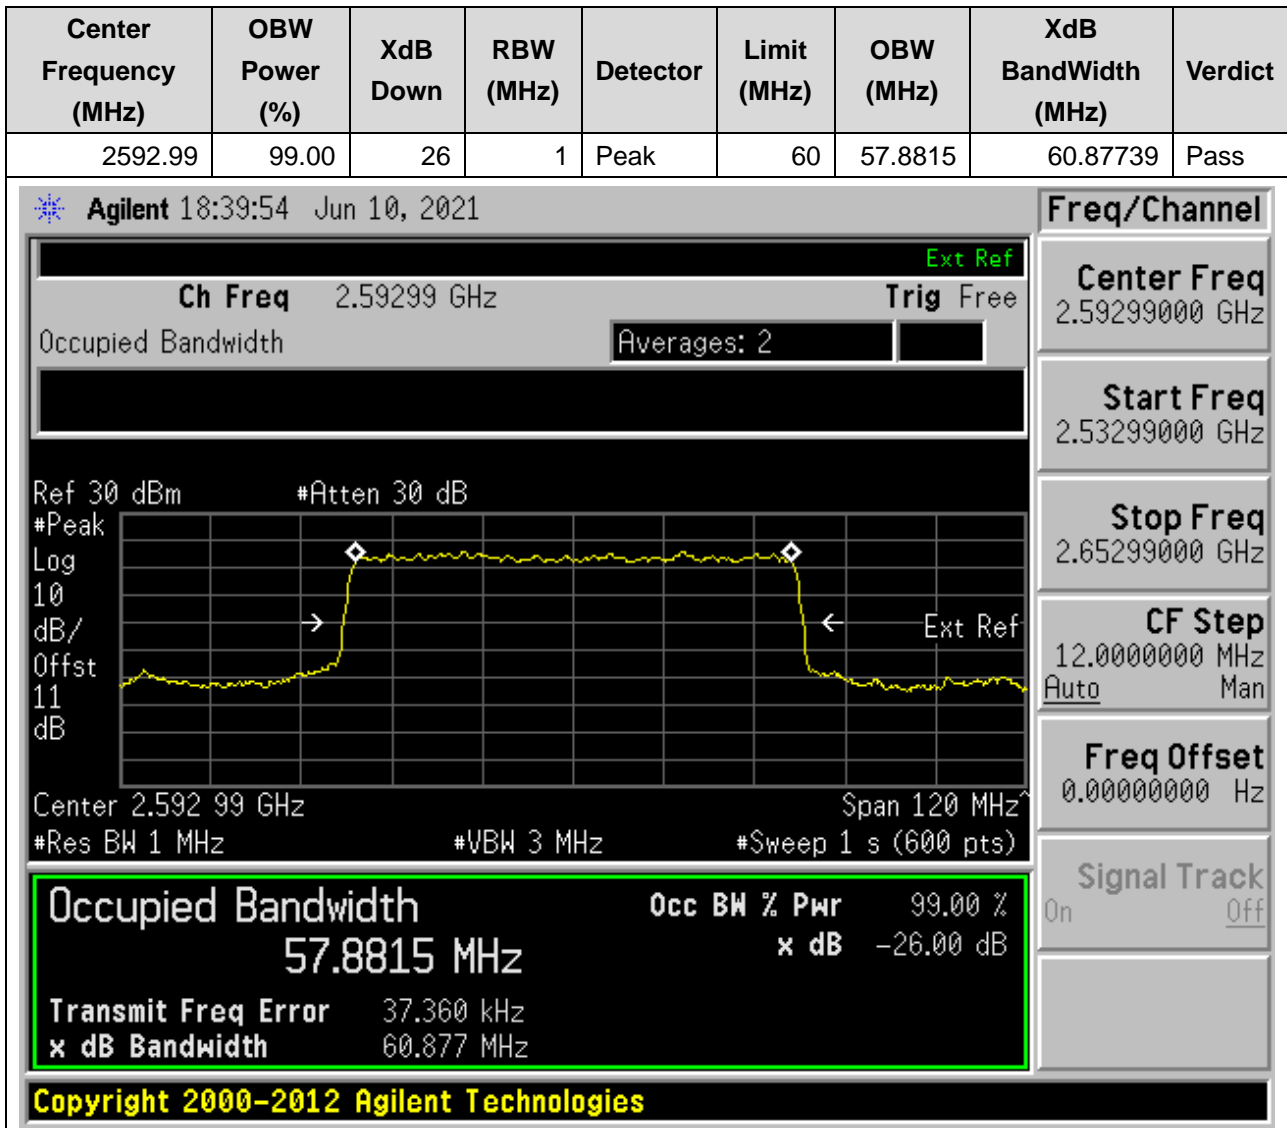 Center Frequency (MHz) OBW Power (%) XdB Down RBW (MHz) Detector Limit (MHz) OBW (MHz) XdB BandWidth (MHz) Verdict
2592.99 99.00 26 1 Peak 60 57.8815 60.87739 Pass
Agilent 18:39:54 Jun 10, 2021
Freq/Channel
Ext Ref
Ch Freq 2.59299 GHz Trig Free
Occupied Bandwidth Averages: 2
Center Freq
2.59299000 GHz
Start Freq
2.53299000 GHz
Stop Freq
2.65299000 GHz
CF Step
12.0000000 MHz
Auto Man
Freq Offset
0.00000000 Hz
Signal Track
On Off
Ref 30 dBm #Atten 30 dB
#Peak
Log
10
dB/
Offst
11
dB
Ext Ref
Center 2.592 99 GHz Span 120 MHz^
#Res BW 1 MHz #VBW 3 MHz #Sweep 1 s (600 pts)
Occupied Bandwidth Occ BW % Pwr 99.00 %
57.8815 MHz x dB -26.00 dB
Transmit Freq Error 37.360 kHz
x dB Bandwidth 60.877 MHz
Copyright 2000-2012 Agilent Technologies